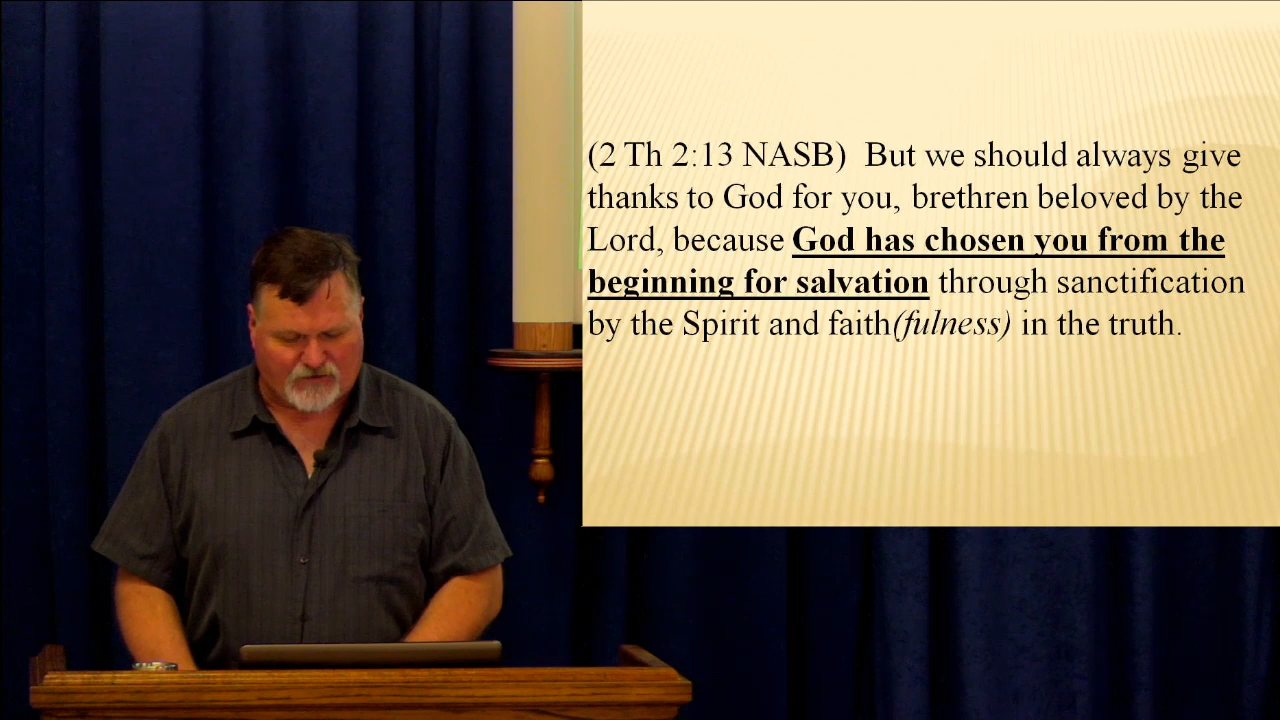 (2 Th 2:13 NASB)  But we should always give
thanks to God for you, brethren beloved by the
Lord, because God has chosen you from the
beginning for salvation through sanctification
by the Spirit and faith(fulness) in the truth.